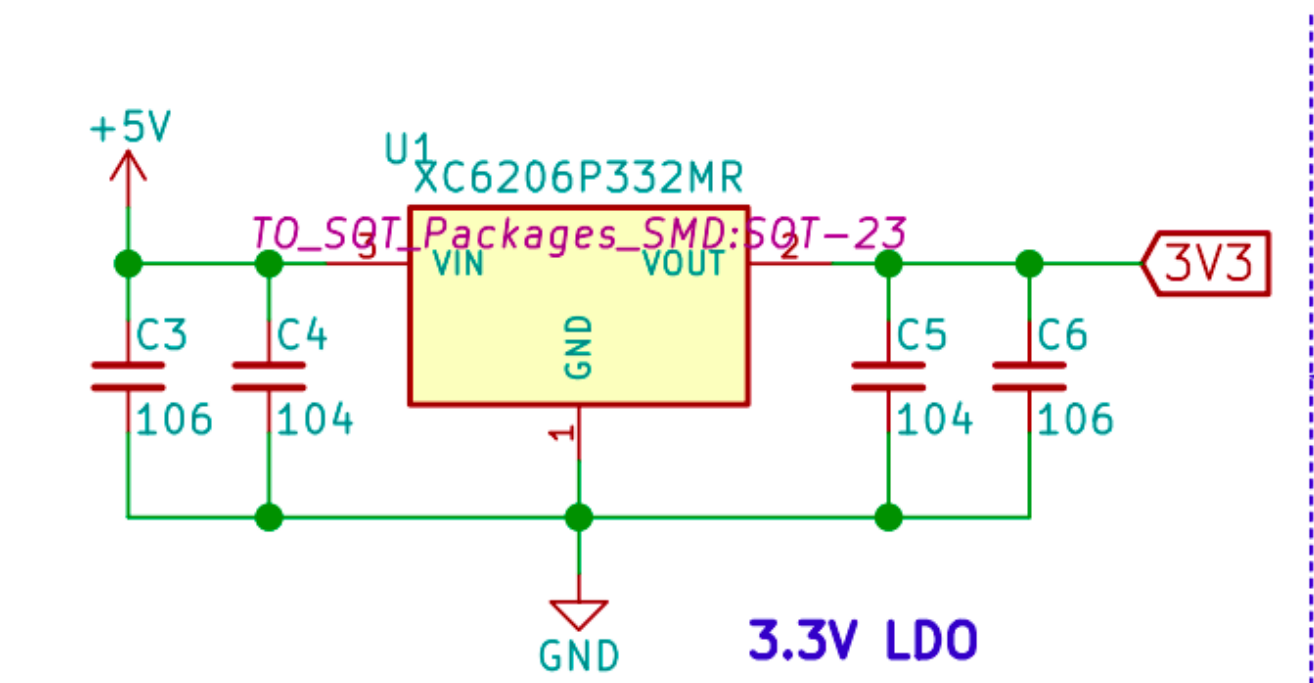 +5V
U1
XC6206P332MR
TO_SOT_Packages_SMD:SOT-23
3
2
VIN
VOUT
3V3
GND
C3
C4
C5
C6
106
104
104
106
1
GND
3.3V LDO